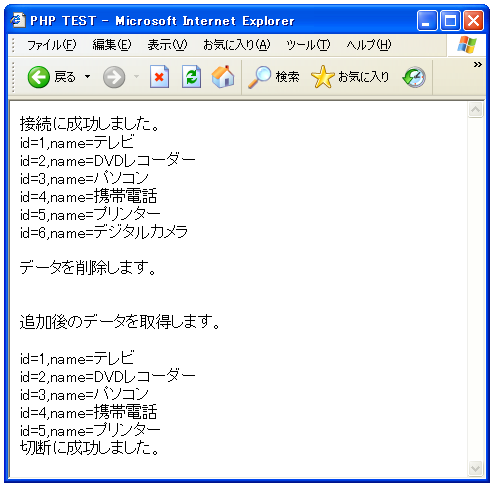 PHP TEST - Microsoft Internet Explorer
ファイル(F) 編集(E) 表示(V) お気に入り(A) ツール(T) ヘルプ(H)
戻る 検索 お気に入り
接続に成功しました。
id=1,name=テレビ
id=2,name=DVDレコーダー
id=3,name=パソコン
id=4,name=携帯電話
id=5,name=プリンター
id=6,name=デジタルカメラ
データを削除します。
追加後のデータを取得します。
id=1,name=テレビ
id=2,name=DVDレコーダー
id=3,name=パソコン
id=4,name=携帯電話
id=5,name=プリンター
切断に成功しました。